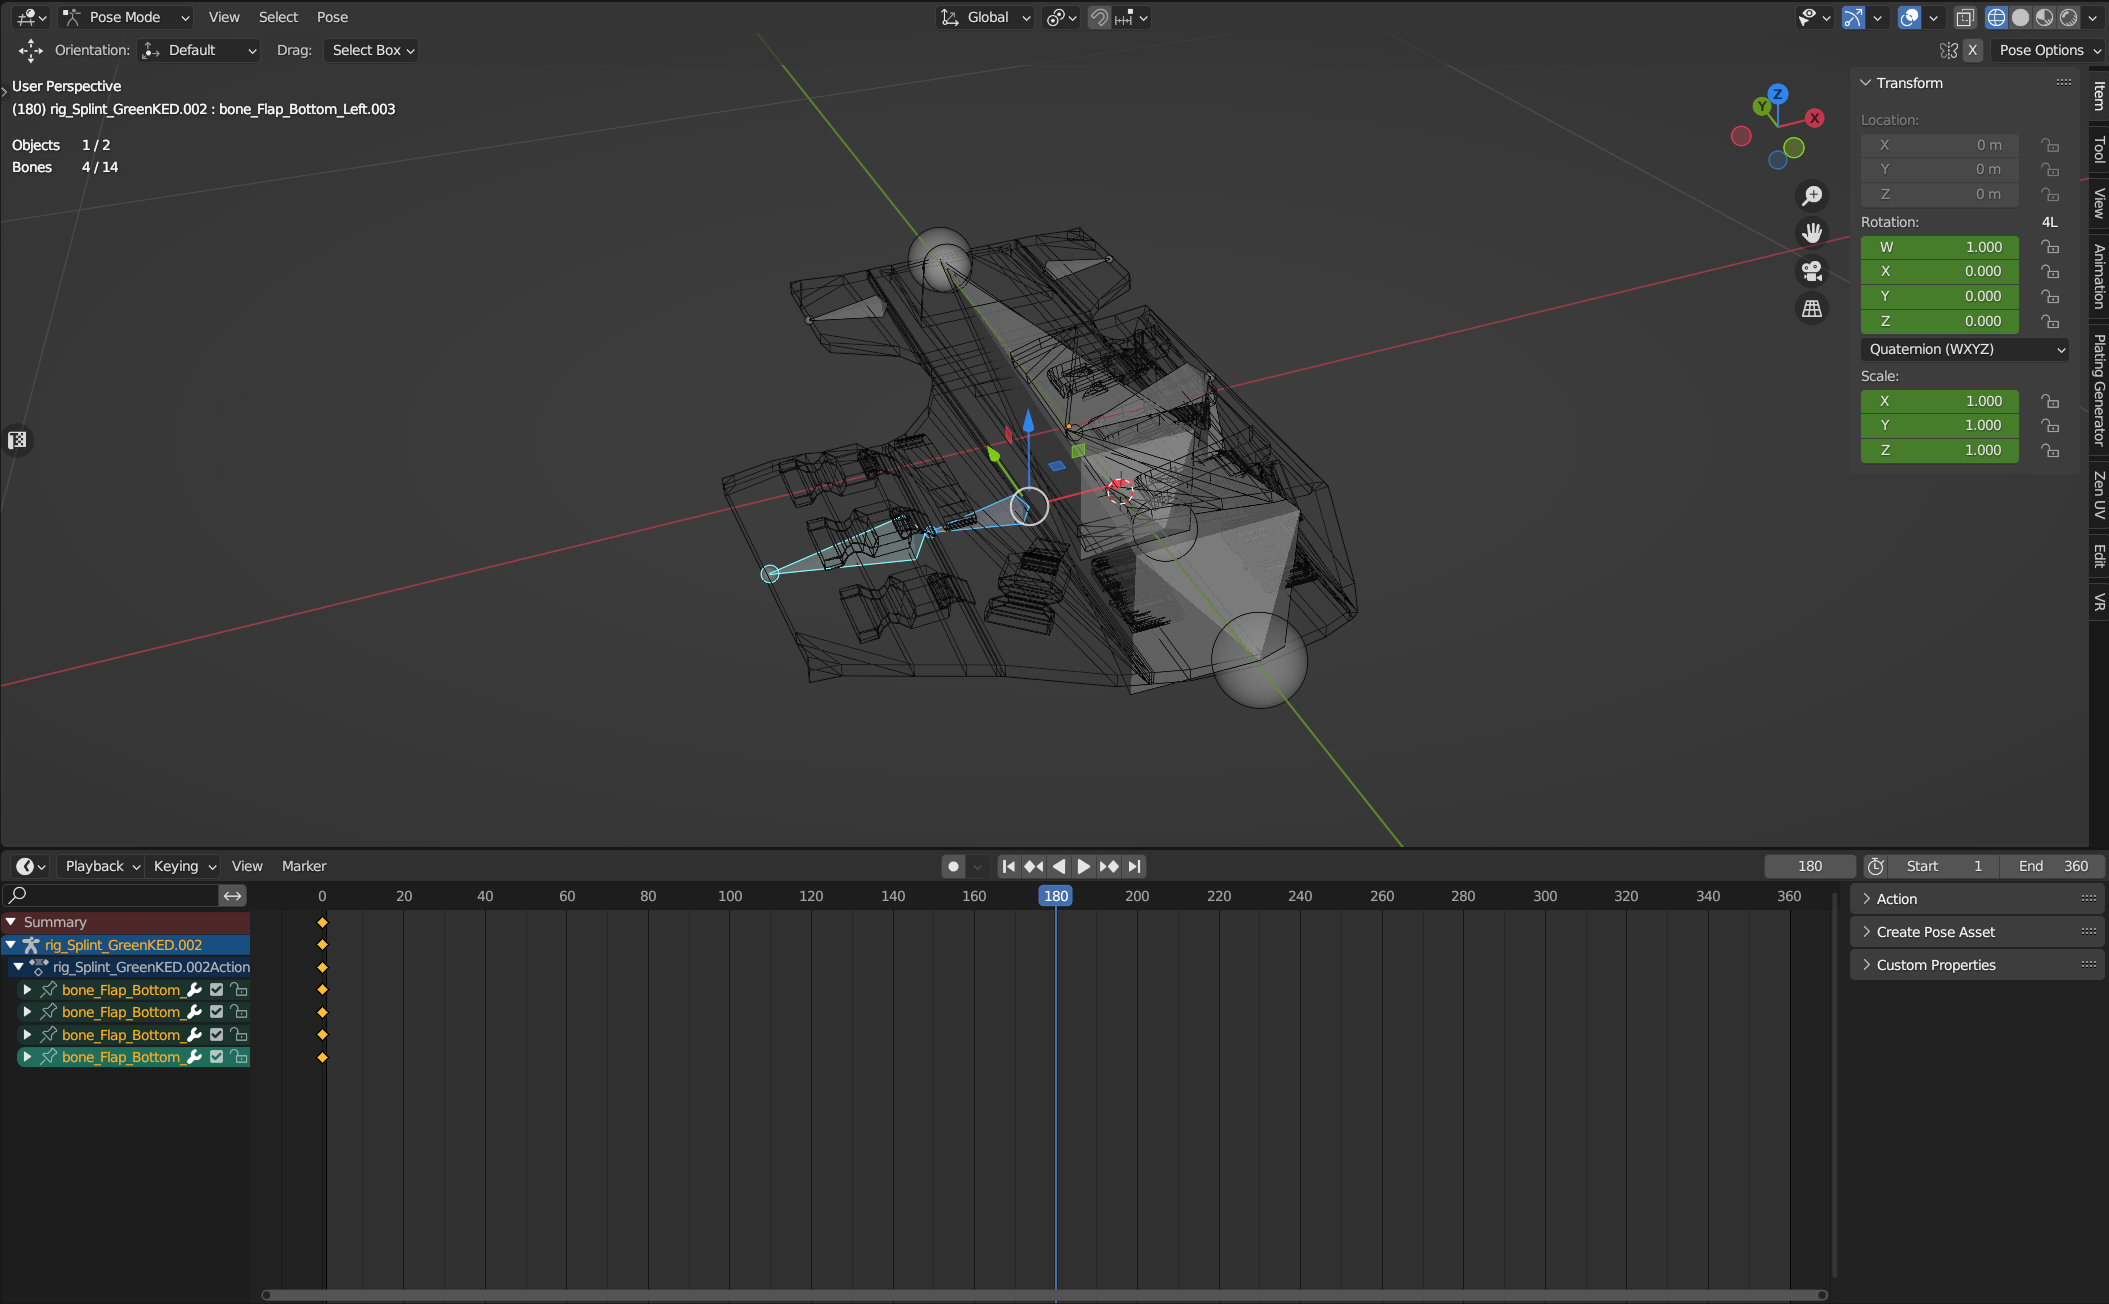 Pose Mode View Select Pose Global
Orientation: Default Drag: Select Box X Pose Options
User Perspective
(180) rig_Splint_GreenKED.002 : bone_Flap_Bottom_Left.003
Objects 1 / 2
Bones 4 / 14
Z
Y
X
Transform
Location:
X 0 m
Y 0 m
Z 0 m
Rotation: 4L
W 1.000
X 0.000
Y 0.000
Z 0.000
Quaternion (WXYZ)
Scale:
X 1.000
Y 1.000
Z 1.000
Item
Tool
View
Animation
Plating Generator
Zen UV
Edit
VR
Playback Keying View Marker 180 Start 1 End 360
0 20 40 60 80 100 120 140 160 180 200 220 240 260 280 300 320 340 360
Summary
rig_Splint_GreenKED.002
rig_Splint_GreenKED.002Action
bone_Flap_Bottom_
bone_Flap_Bottom_
bone_Flap_Bottom_
bone_Flap_Bottom_
Action
Create Pose Asset
Custom Properties